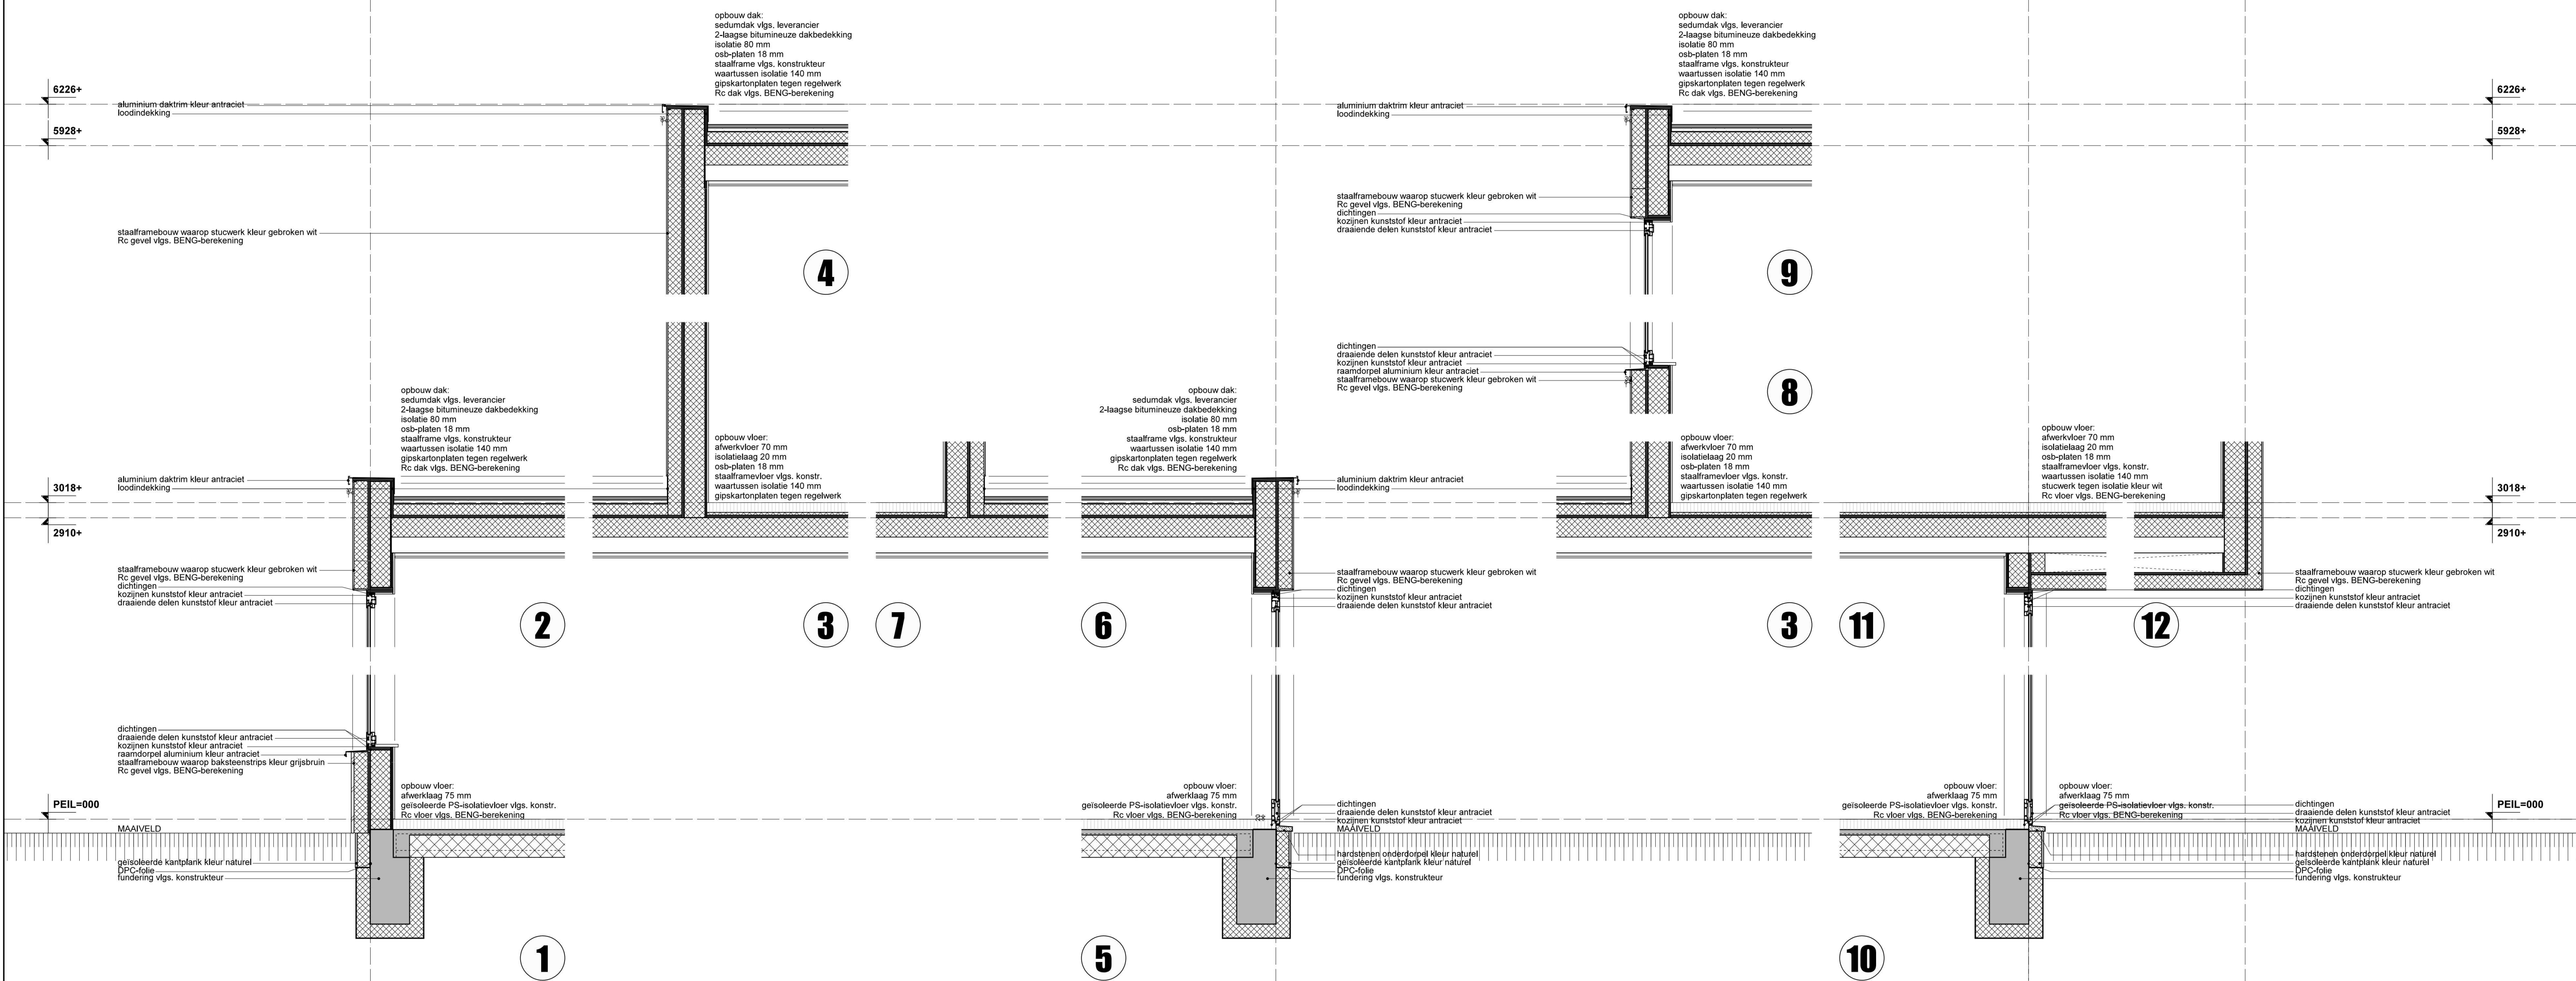 opbouw dak:
sedumdak vlgs. leverancier
2-laagse bitumineuze dakbedekking
isolatie 80 mm
osb-platen 18 mm
staalframe vlgs. konstrukteur
waartussen isolatie 140 mm
gipskartonplaten tegen regelwerk
Rc dak vlgs. BENG-berekening
opbouw dak:
sedumdak vlgs. leverancier
2-laagse bitumineuze dakbedekking
isolatie 80 mm
osb-platen 18 mm
staalframe vlgs. konstrukteur
waartussen isolatie 140 mm
gipskartonplaten tegen regelwerk
Rc dak vlgs. BENG-berekening
6226+
5928+
aluminium daktrim kleur antraciet
loodindekking
aluminium daktrim kleur antraciet
loodindekking
6226+
5928+
staalframebouw waarop stucwerk kleur gebroken wit
Rc gevel vlgs. BENG-berekening
4
staalframebouw waarop stucwerk kleur gebroken wit
Rc gevel vlgs. BENG-berekening
dichtingen
kozijnen kunststof kleur antraciet
draaiende delen kunststof kleur antraciet
9
dichtingen
draaiende delen kunststof kleur antraciet
kozijnen kunststof kleur antraciet
raamdorpel aluminium kleur antraciet
staalframebouw waarop stucwerk kleur gebroken wit
Rc gevel vlgs. BENG-berekening
8
opbouw dak:
sedumdak vlgs. leverancier
2-laagse bitumineuze dakbedekking
isolatie 80 mm
osb-platen 18 mm
staalframe vlgs. konstrukteur
waartussen isolatie 140 mm
gipskartonplaten tegen regelwerk
Rc dak vlgs. BENG-berekening
opbouw vloer:
afwerkvloer 70 mm
isolatielaag 20 mm
osb-platen 18 mm
staalframevloer vlgs. konstr.
waartussen isolatie 140 mm
gipskartonplaten tegen regelwerk
opbouw dak:
sedumdak vlgs. leverancier
2-laagse bitumineuze dakbedekking
isolatie 80 mm
osb-platen 18 mm
staalframe vlgs. konstrukteur
waartussen isolatie 140 mm
gipskartonplaten tegen regelwerk
Rc dak vlgs. BENG-berekening
opbouw vloer:
afwerkvloer 70 mm
isolatielaag 20 mm
osb-platen 18 mm
staalframevloer vlgs. konstr.
waartussen isolatie 140 mm
gipskartonplaten tegen regelwerk
opbouw vloer:
afwerkvloer 70 mm
isolatielaag 20 mm
osb-platen 18 mm
staalframevloer vlgs. konstr.
waartussen isolatie 140 mm
stucwerk tegen isolatie kleur wit
Rc vloer vlgs. BENG-berekening
3018+
2910+
aluminium daktrim kleur antraciet
loodindekking
aluminium daktrim kleur antraciet
loodindekking
3018+
2910+
staalframebouw waarop stucwerk kleur gebroken wit
Rc gevel vlgs. BENG-berekening
dichtingen
kozijnen kunststof kleur antraciet
draaiende delen kunststof kleur antraciet
staalframebouw waarop stucwerk kleur gebroken wit
Rc gevel vlgs. BENG-berekening
dichtingen
kozijnen kunststof kleur antraciet
draaiende delen kunststof kleur antraciet
staalframebouw waarop stucwerk kleur gebroken wit
Rc gevel vlgs. BENG-berekening
dichtingen
kozijnen kunststof kleur antraciet
draaiende delen kunststof kleur antraciet
2
3
7
6
3
11
12
dichtingen
draaiende delen kunststof kleur antraciet
kozijnen kunststof kleur antraciet
raamdorpel aluminium kleur antraciet
staalframebouw waarop baksteenstrips kleur grijsbruin
Rc gevel vlgs. BENG-berekening
PEIL=000
MAAIVELD
opbouw vloer:
afwerklaag 75 mm
geïsoleerde PS-isolatievloer vlgs. konstr.
Rc vloer vlgs. BENG-berekening
geïsoleerde kantplank kleur naturel
DPC-folie
fundering vlgs. konstrukteur
opbouw vloer:
afwerklaag 75 mm
geïsoleerde PS-isolatievloer vlgs. konstr.
Rc vloer vlgs. BENG-berekening
dichtingen
draaiende delen kunststof kleur antraciet
kozijnen kunststof kleur antraciet
MAAIVELD
hardstenen onderdorpel kleur naturel
geïsoleerde kantplank kleur naturel
DPC-folie
fundering vlgs. konstrukteur
opbouw vloer:
afwerklaag 75 mm
geïsoleerde PS-isolatievloer vlgs. konstr.
Rc vloer vlgs. BENG-berekening
opbouw vloer:
afwerklaag 75 mm
geïsoleerde PS-isolatievloer vlgs. konstr.
Rc vloer vlgs. BENG-berekening
PEIL=000
dichtingen
draaiende delen kunststof kleur antraciet
kozijnen kunststof kleur antraciet
MAAIVELD
hardstenen onderdorpel kleur naturel
geïsoleerde kantplank kleur naturel
DPC-folie
fundering vlgs. konstrukteur
1
5
10